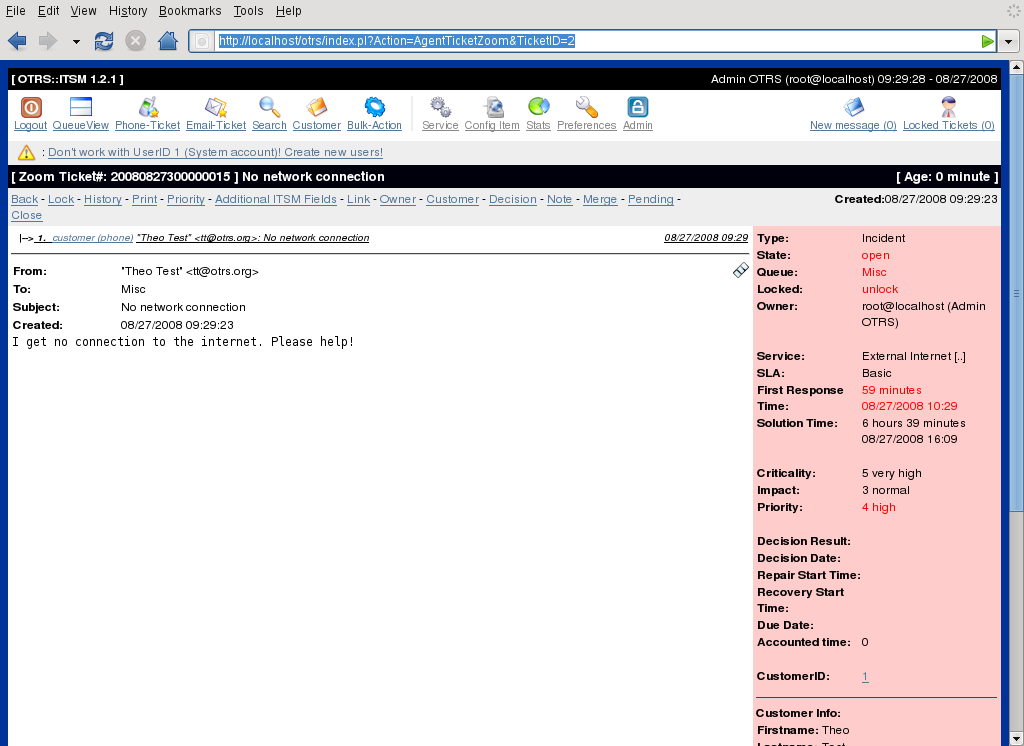 File Edit View History Bookmarks Tools Help
http://localhost/otrs/index.pl?Action=AgentTicketZoom&TicketID=2
[ OTRS::ITSM 1.2.1 ] Admin OTRS (root@localhost) 09:29:28 - 08/27/2008
Logout QueueView Phone-Ticket Email-Ticket Search Customer Bulk-Action Service Config Item Stats Preferences Admin New message (0) Locked Tickets (0)
: Don't work with UserID 1 (System account)! Create new users!
[ Zoom Ticket#: 20080827300000015 ] No network connection [ Age: 0 minute ]
Back - Lock - History - Print - Priority - Additional ITSM Fields - Link - Owner - Customer - Decision - Note - Merge - Pending - Created:08/27/2008 09:29:23
Close
|--> 1. customer (phone) "Theo Test" <tt@otrs.org>: No network connection 08/27/2008 09:29
From: "Theo Test" <tt@otrs.org>
To: Misc
Subject: No network connection
Created: 08/27/2008 09:29:23
I get no connection to the internet. Please help!
Type: Incident
State: open
Queue: Misc
Locked: unlock
Owner: root@localhost (Admin
OTRS)
Service: External Internet [..]
SLA: Basic
First Response 59 minutes
Time: 08/27/2008 10:29
Solution Time: 6 hours 39 minutes
08/27/2008 16:09
Criticality: 5 very high
Impact: 3 normal
Priority: 4 high
Decision Result:
Decision Date:
Repair Start Time:
Recovery Start
Time:
Due Date:
Accounted time: 0
CustomerID: 1
Customer Info:
Firstname: Theo
Lastname: Test